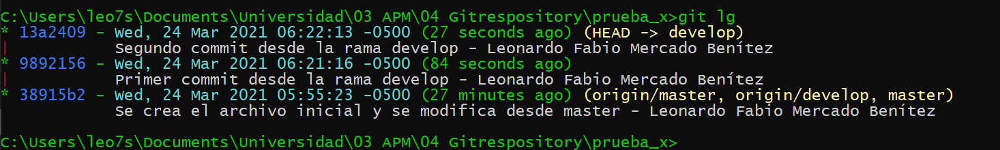 C:\Users\leo7s\Documents\Universidad\03 APM\04 Gitrespository\prueba_x>git lg
* 13a2409 - Wed, 24 Mar 2021 06:22:13 -0500 (27 seconds ago) (HEAD -> develop)
|           Segundo commit desde la rama develop - Leonardo Fabio Mercado Benítez
* 9892156 - Wed, 24 Mar 2021 06:21:16 -0500 (84 seconds ago)
|           Primer commit desde la rama develop - Leonardo Fabio Mercado Benítez
* 38915b2 - Wed, 24 Mar 2021 05:55:23 -0500 (27 minutes ago) (origin/master, origin/develop, master)
            Se crea el archivo inicial y se modifica desde master - Leonardo Fabio Mercado Benítez
C:\Users\leo7s\Documents\Universidad\03 APM\04 Gitrespository\prueba_x>